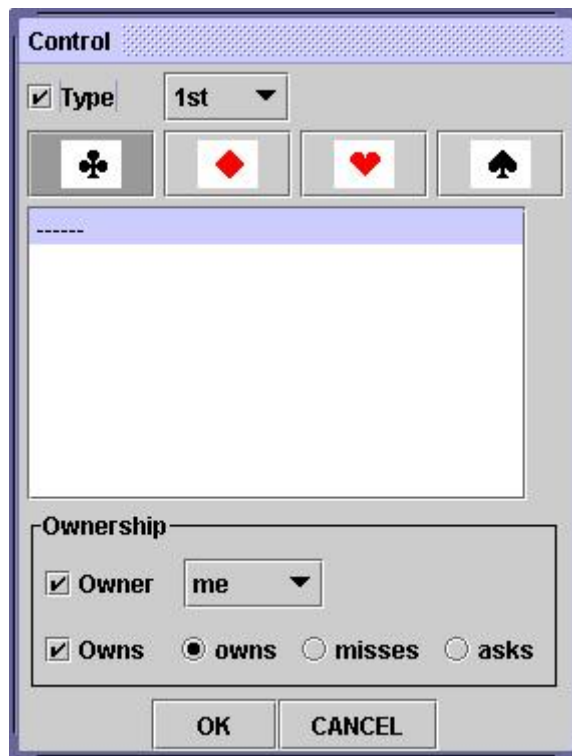 Control
Type 1st
------
Ownership
Owner me
Owns owns misses asks
OK CANCEL